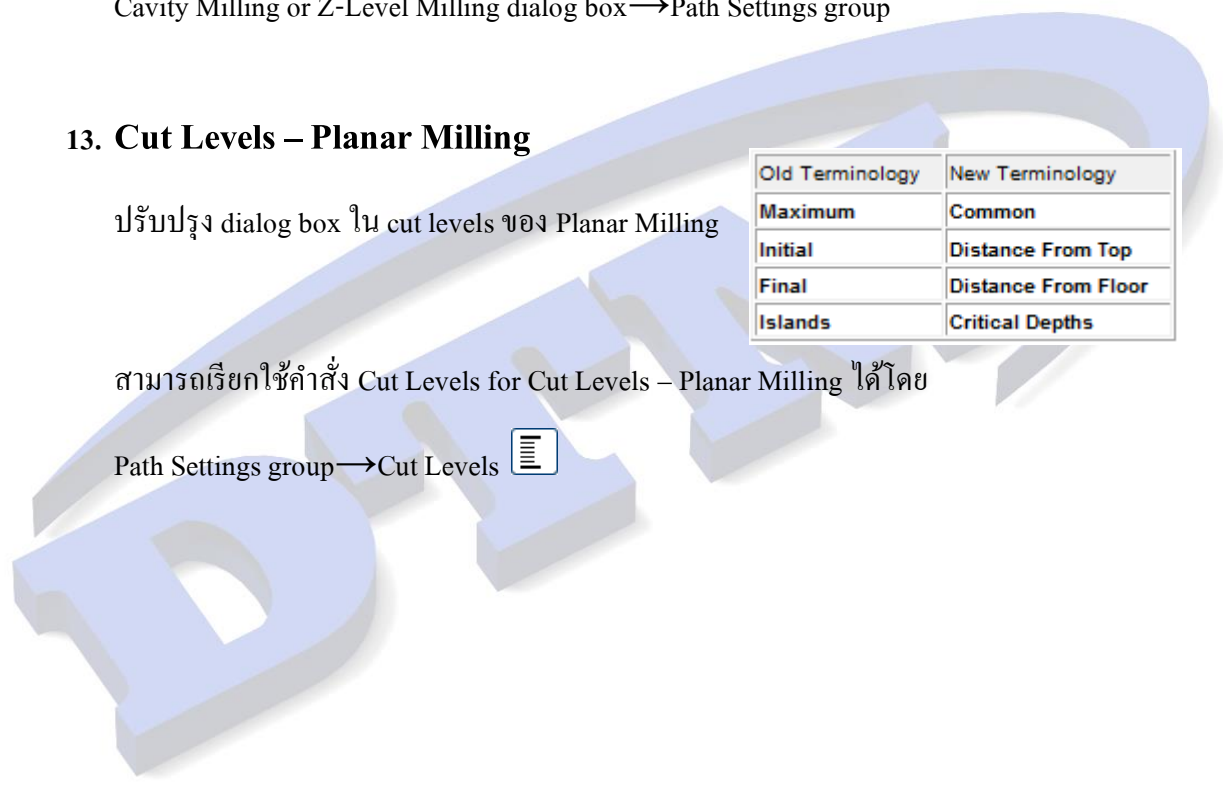 Cavity Milling or Z-Level Milling dialog box⟶Path Settings group
13. Cut Levels – Planar Milling
ปรับปรุง dialog box ใน cut levels ของ Planar Milling
Old Terminology New Terminology
Maximum Common
Initial Distance From Top
Final Distance From Floor
Islands Critical Depths
สามารถเรียกใช้คำสั่ง Cut Levels for Cut Levels – Planar Milling ได้โดย
Path Settings group⟶Cut Levels
DTM